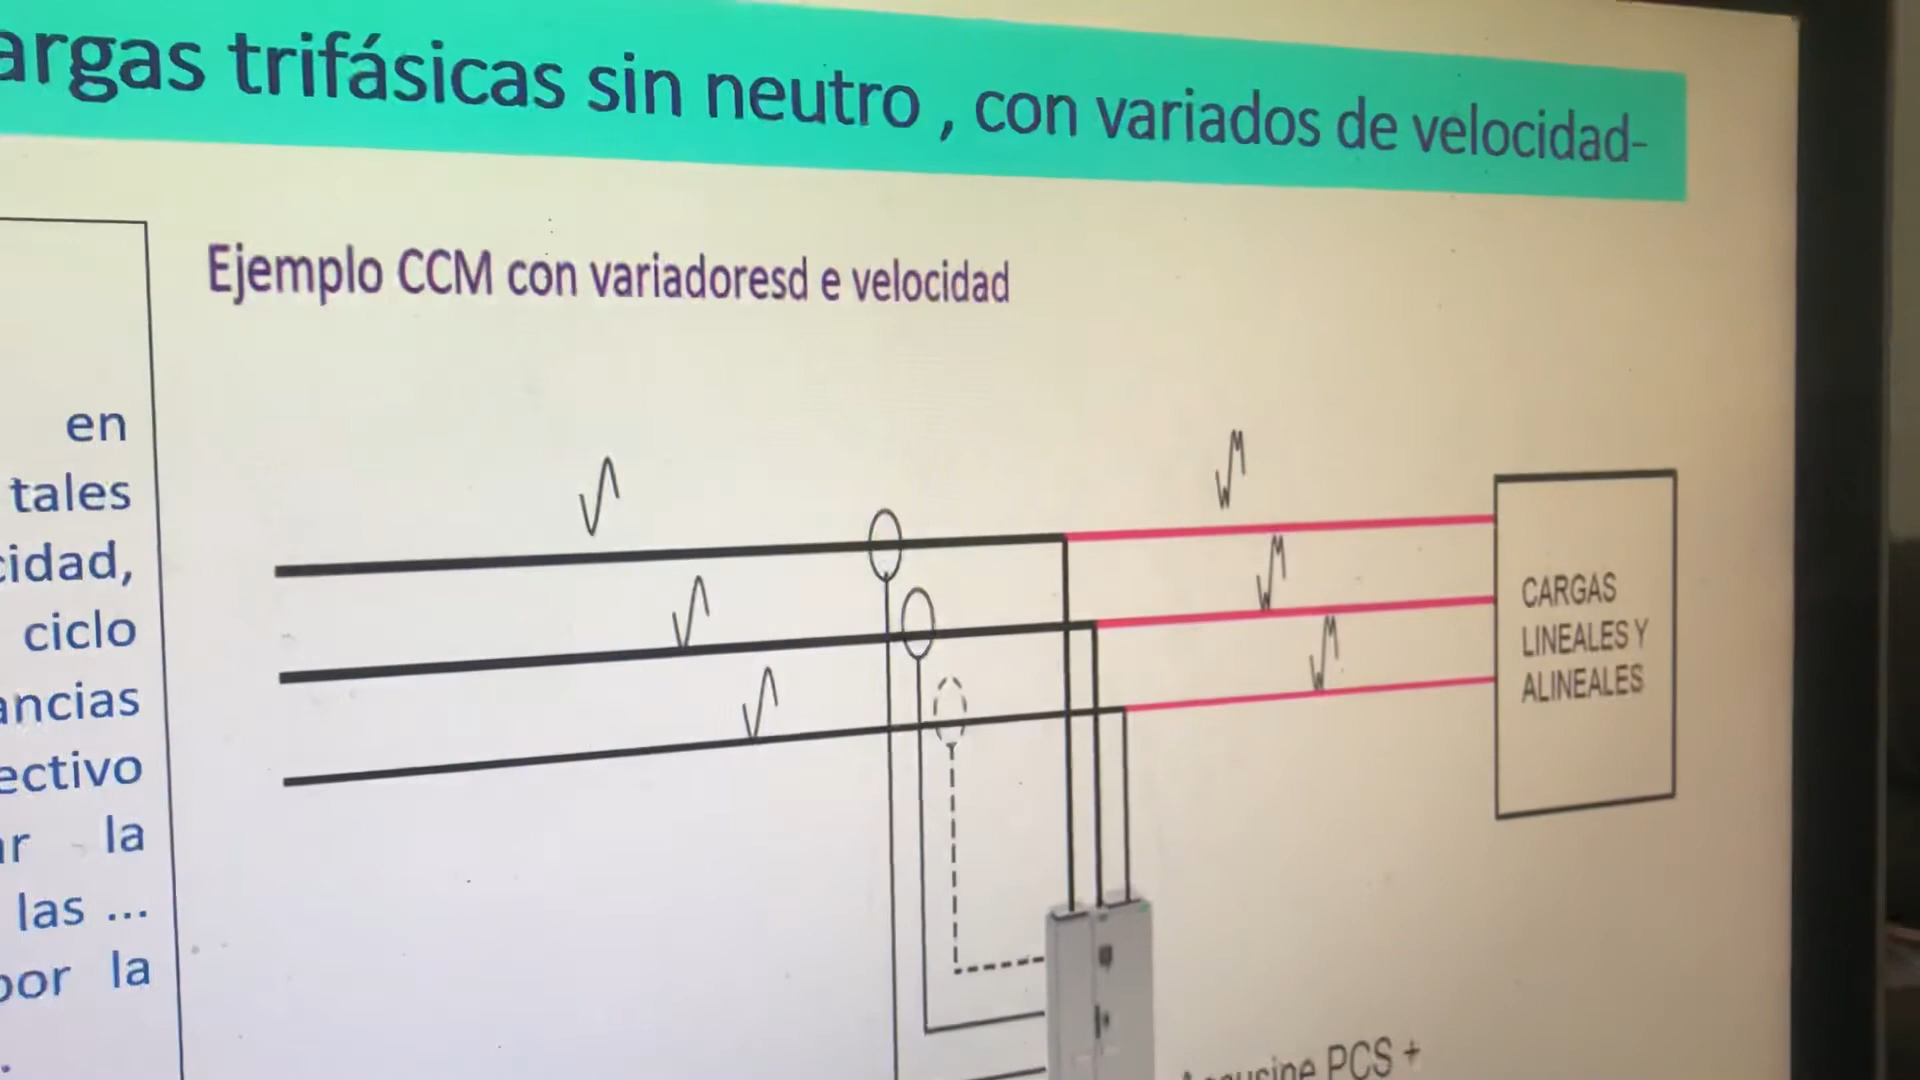 argas trifásicas sin neutro , con variados de velocidad-
Ejemplo CCM con variadoresd e velocidad
en
tales
cidad,
ciclo
ancias
ectivo
ar la
las ...
por la
.
CARGAS
LINEALES Y
ALINEALES
PCS +